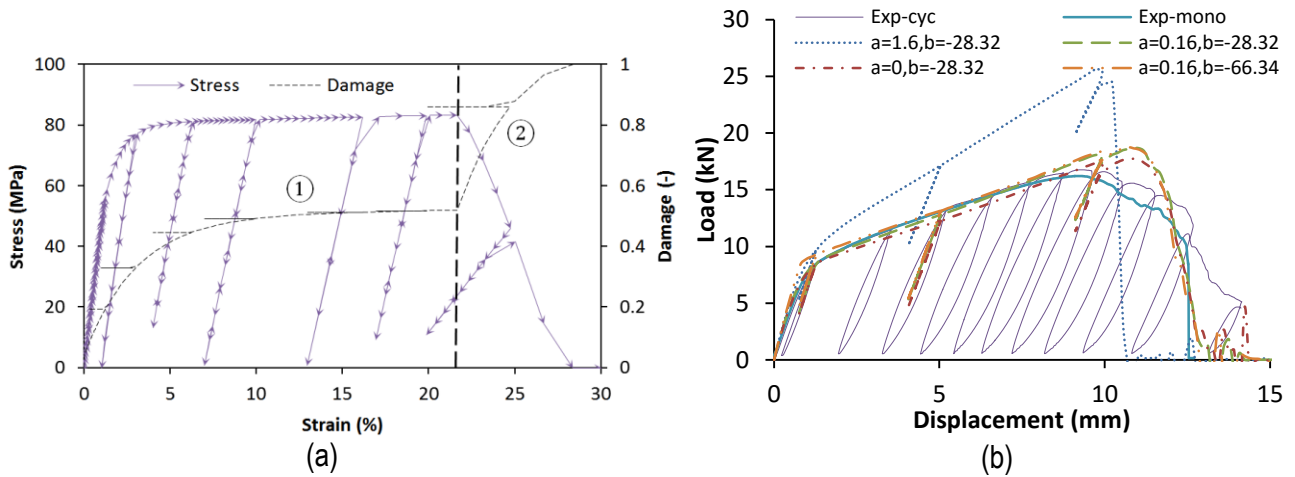 Stress
Damage
100
80
60
40
20
0
Stress (MPa)
1
0.8
0.6
0.4
0.2
0
Damage (-)
①
②
0 5 10 15 20 25 30
Strain (%)
(a)
Exp-cyc
Exp-mono
a=1.6,b=-28.32
a=0.16,b=-28.32
a=0,b=-28.32
a=0.16,b=-66.34
30
25
20
15
10
5
0
Load (kN)
0 5 10 15
Displacement (mm)
(b)